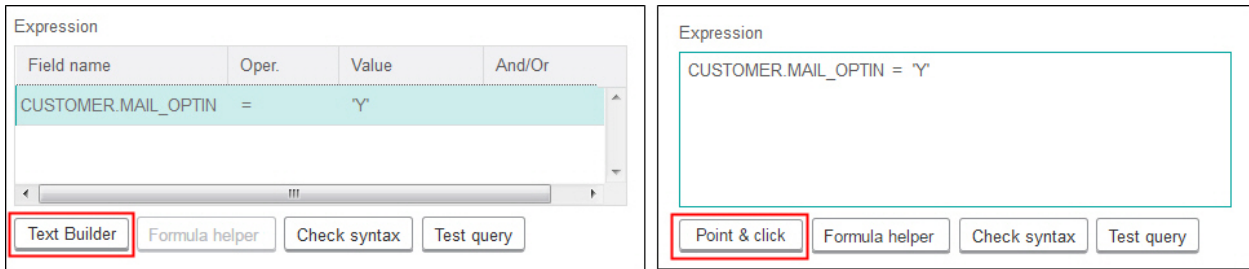 Expression
Field name Oper. Value And/Or
CUSTOMER.MAIL_OPTIN = 'Y'
Text Builder Formula helper Check syntax Test query
Expression
CUSTOMER.MAIL_OPTIN = 'Y'
Point & click Formula helper Check syntax Test query